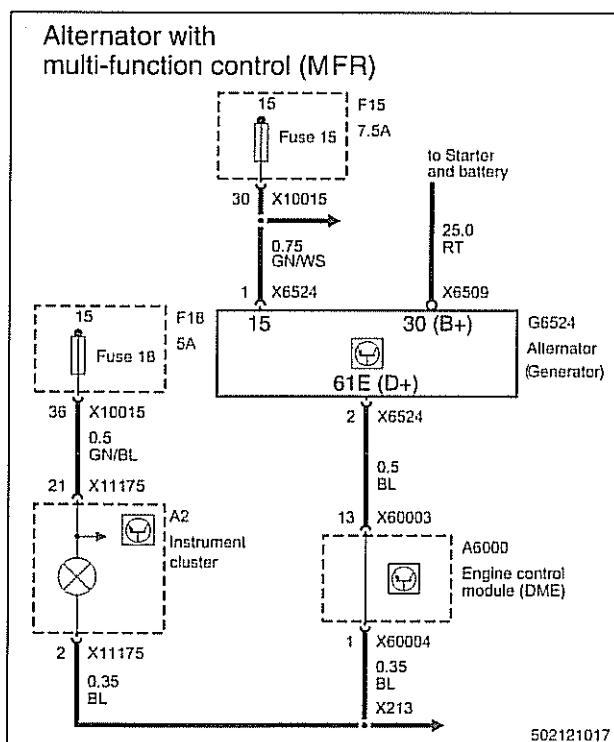 Alternator with
multi-function control (MFR)
15
F15
Fuse 15
7.5A
to Starter
and battery
30 X10015
0.75
GN/WS
25.0
RT
1 X6524
X6509
15
F18
5A
Fuse 18
15
30 (B+)
G6524
Alternator
(Generator)
61E (D+)
36 X10015
2 X6524
0.5
GN/BL
0.5
BL
21 X11175
13 X60003
A2
Instrument
cluster
A6000
Engine control
module (DME)
2 X11175
1 X60004
0.35
BL
0.35
BL
X213
502121017